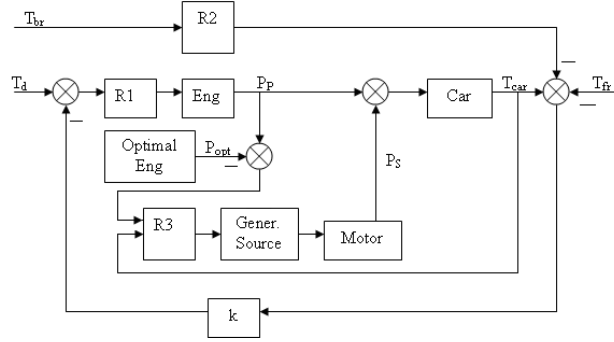 T_br
R2
T_d
R1
Eng
P_P
Car
T_car
T_fr
Optimal
Eng
P_opt
P_S
R3
Gener.
Source
Motor
k